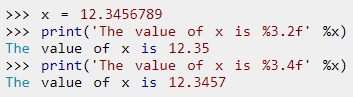 >>> x = 12.3456789
>>> print('The value of x is %3.2f' %x)
The value of x is 12.35
>>> print('The value of x is %3.4f' %x)
The value of x is 12.3457